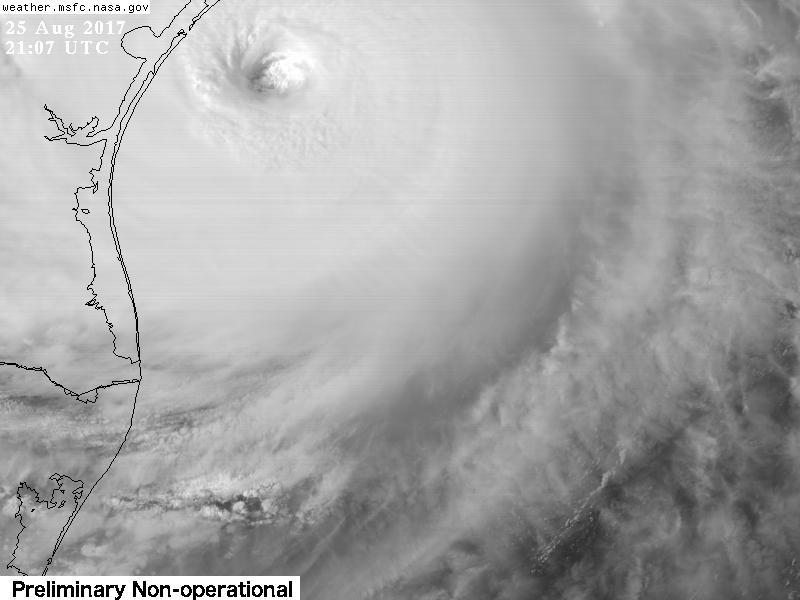 weather.msfc.nasa.gov
25 Aug 2017
21:07 UTC
Preliminary Non-operational